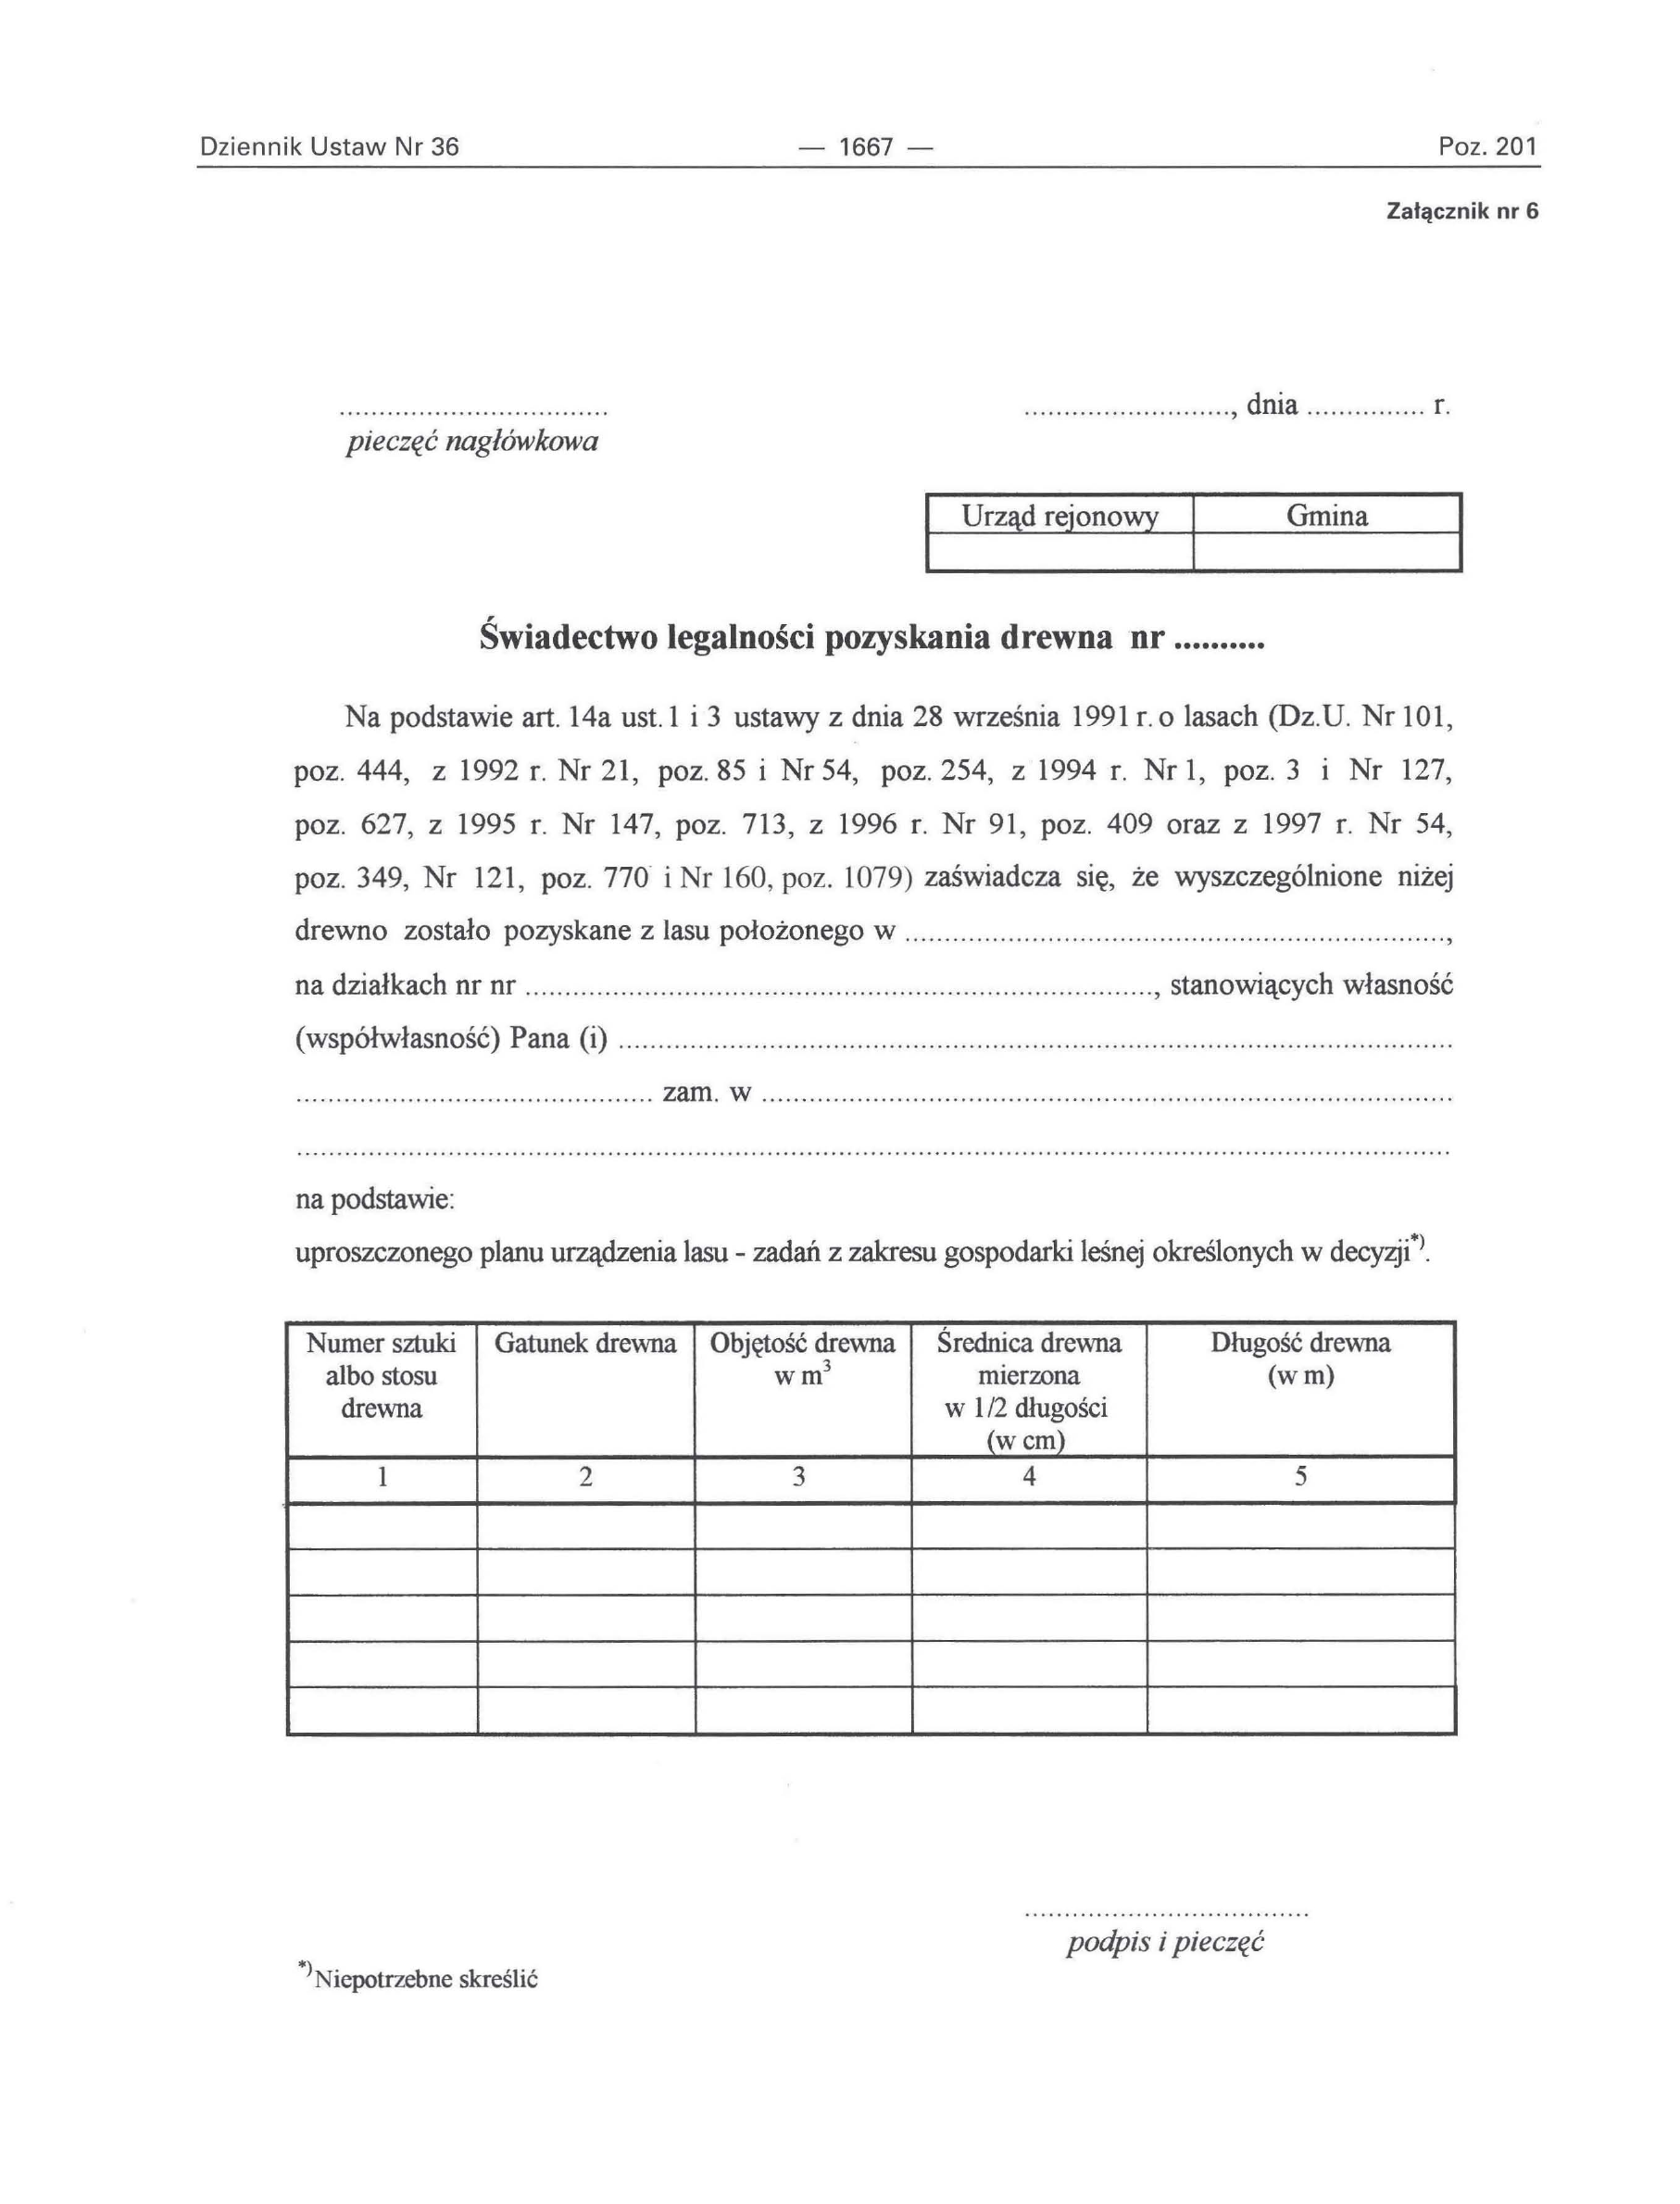 Dziennik Ustaw Nr 36 — 1667 — Poz. 201
Załącznik nr 6
.................................. .........................., dnia ............... r.
pieczęć nagłówkowa
Urząd rejonowy Gmina
Świadectwo legalności pozyskania drewna nr ..........
Na podstawie art. 14a ust. 1 i 3 ustawy z dnia 28 września 1991 r. o lasach (Dz.U. Nr 101,
poz. 444, z 1992 r. Nr 21, poz. 85 i Nr 54, poz. 254, z 1994 r. Nr 1, poz. 3 i Nr 127,
poz. 627, z 1995 r. Nr 147, poz. 713, z 1996 r. Nr 91, poz. 409 oraz z 1997 r. Nr 54,
poz. 349, Nr 121, poz. 770 i Nr 160, poz. 1079) zaświadcza się, że wyszczególnione niżej
drewno zostało pozyskane z lasu położonego w ....................................................................,
na działkach nr nr ..............................................................................., stanowiących własność
(współwłasność) Pana (i) .........................................................................................................
............................................. zam. w .......................................................................................
..................................................................................................................................................
na podstawie:
uproszczonego planu urządzenia lasu - zadań z zakresu gospodarki leśnej określonych w decyzji*).
Numer sztuki albo stosu drewna
Gatunek drewna
Objętość drewna w m³
Średnica drewna mierzona w 1/2 długości (w cm)
Długość drewna (w m)
1 2 3 4 5
....................................
podpis i pieczęć
*) Niepotrzebne skreślić